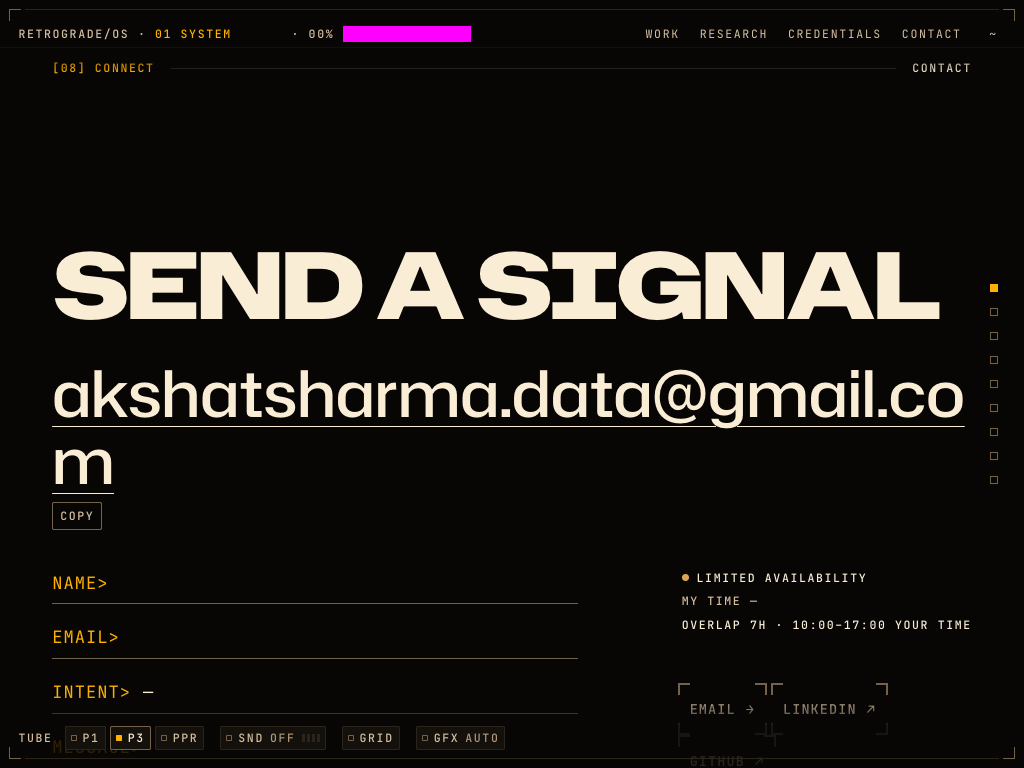 RETROGRADE/OS · 01 SYSTEM · 00% WORK RESEARCH CREDENTIALS CONTACT ~
[08] CONNECT CONTACT
SEND A SIGNAL
akshatsharma.data@gmail.co
m
COPY
NAME>
EMAIL>
INTENT> —
LIMITED AVAILABILITY
MY TIME —
OVERLAP 7H · 10:00–17:00 YOUR TIME
EMAIL → LINKEDIN ↗
GITHUB ↗
MESSAGE>
TUBE P1 P3 PPR SND OFF GRID GFX AUTO